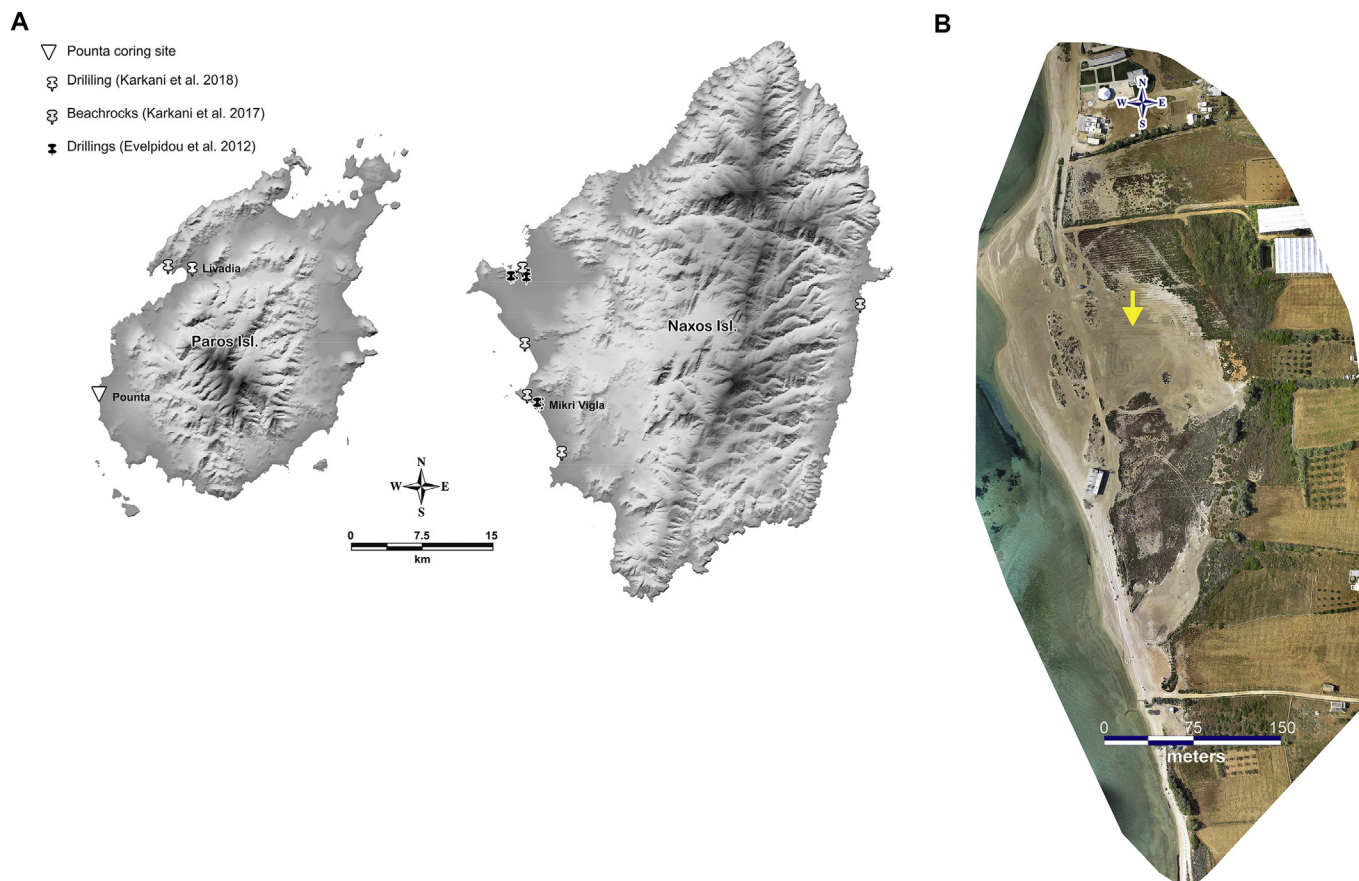 A
Pounta coring site
Drililing (Karkani et al. 2018)
Beachrocks (Karkani et al. 2017)
Drillings (Evelpidou et al. 2012)
Livadia
Paros Isl.
Pounta
Naxos Isl.
Mikri Vigla
N
W E
S
0 7.5 15
km
B
N
W E
S
0 75 150
meters